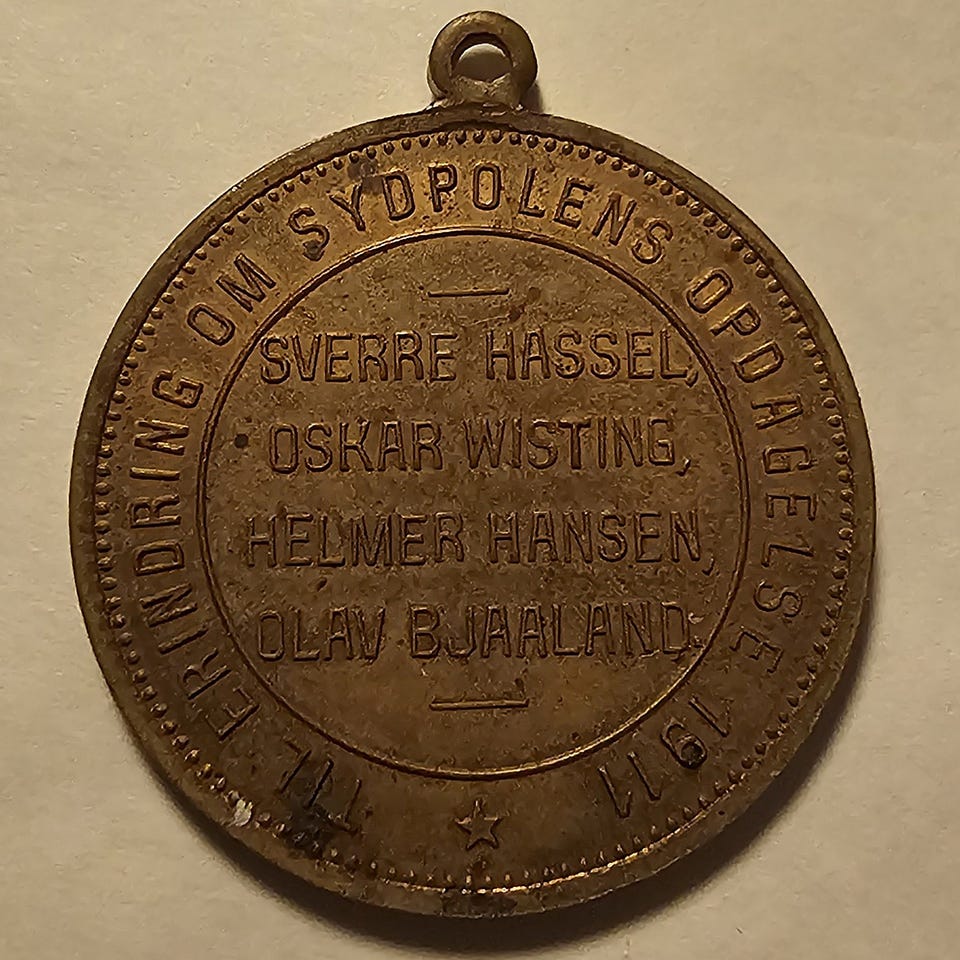 TIL ERINDRING OM SYDPOLENS OPDAGELSE 1911
SVERRE HASSEL,
OSKAR WISTING,
HELMER HANSEN,
OLAV BJAALAND.